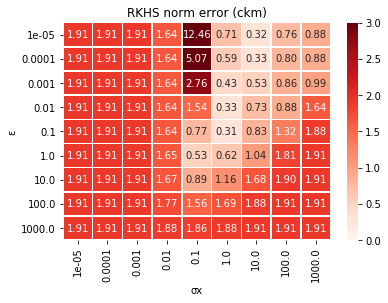 RKHS norm error (ckm)
1e-05 1.91 1.91 1.91 1.64 12.46 0.71 0.32 0.76 0.88
0.0001 1.91 1.91 1.91 1.64 5.07 0.59 0.33 0.80 0.88
0.001 1.91 1.91 1.91 1.64 2.76 0.43 0.53 0.86 0.99
0.01 1.91 1.91 1.91 1.64 1.54 0.33 0.73 0.88 1.64
0.1 1.91 1.91 1.91 1.64 0.77 0.31 0.83 1.32 1.88
1.0 1.91 1.91 1.91 1.65 0.53 0.62 1.04 1.81 1.91
10.0 1.91 1.91 1.91 1.67 0.89 1.16 1.68 1.90 1.91
100.0 1.91 1.91 1.91 1.77 1.56 1.69 1.88 1.91 1.91
1000.0 1.91 1.91 1.91 1.88 1.86 1.88 1.91 1.91 1.91
ε
1e-05 0.0001 0.001 0.01 0.1 1.0 10.0 100.0 1000.0
σx
3.0
2.5
2.0
1.5
1.0
0.5
0.0